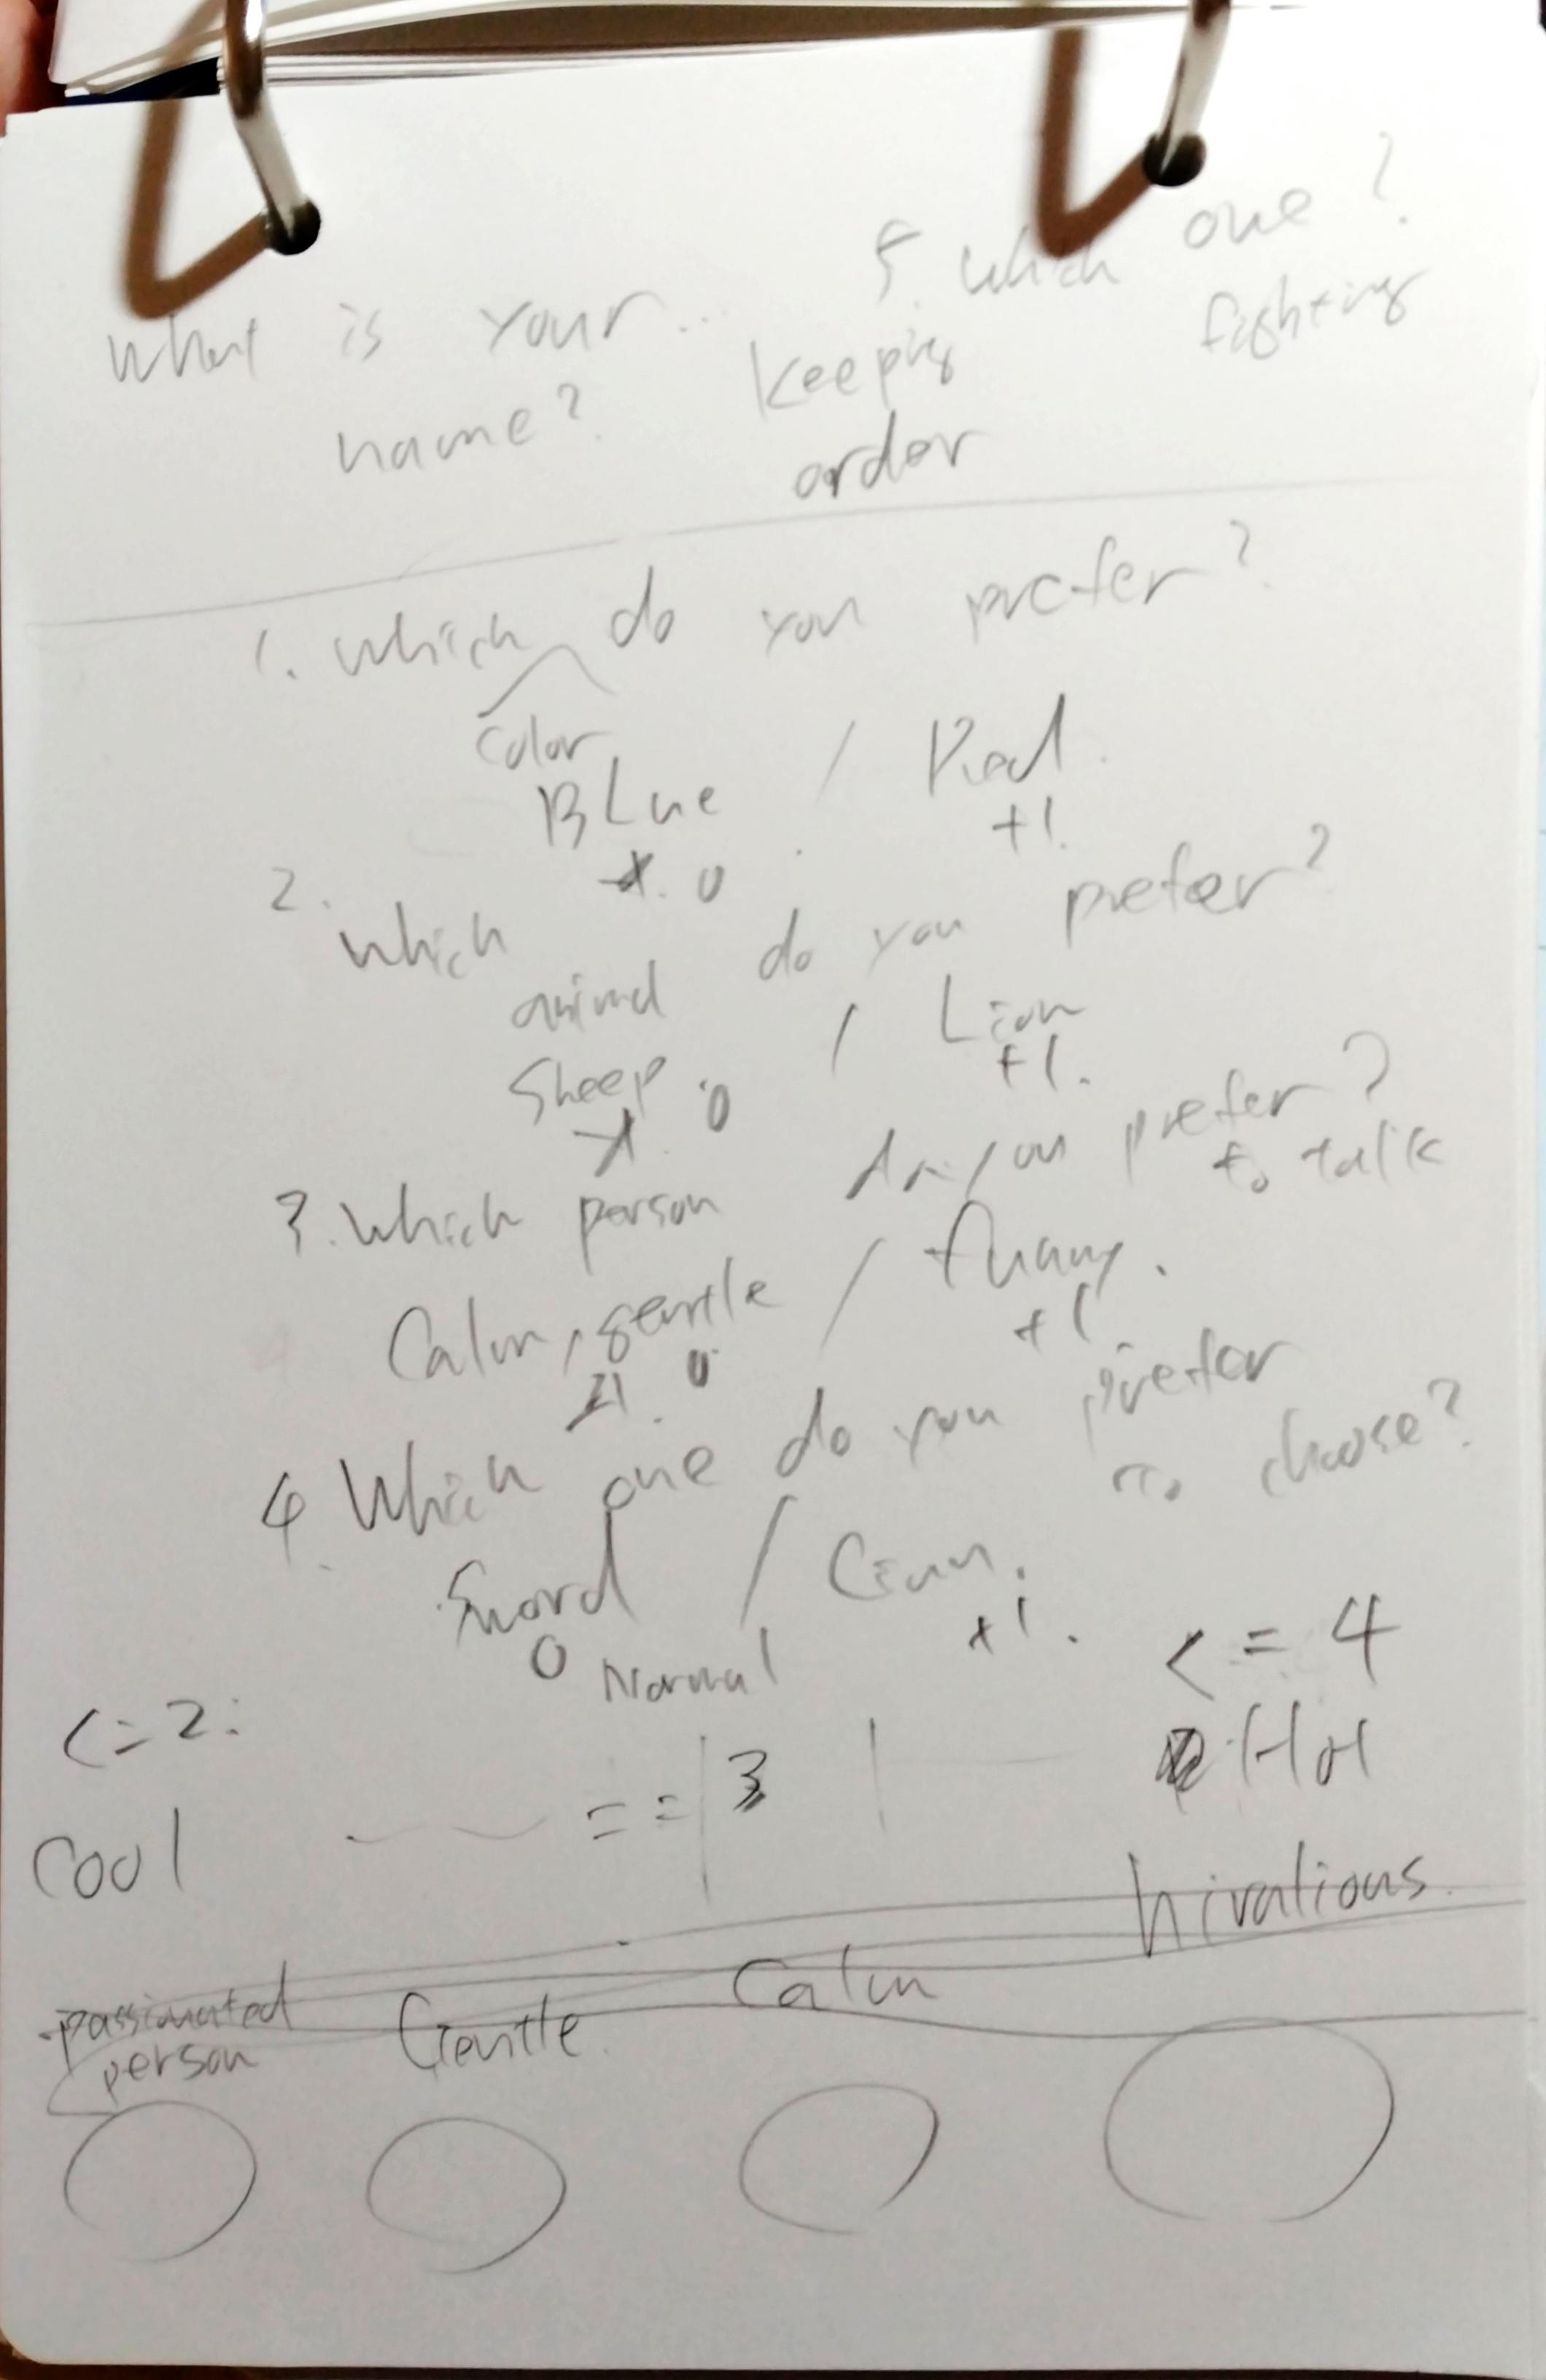 What is your...
name?
5. which one?
keeping fighting
order
1. which do you prefer?
color
BLue / Red.
0 +1.
2.
which do you prefer?
animal
Sheep / Lion
0 +1.
3. Which person do you prefer?
to talk
Calm, gentle / funny.
0 +1
4. Which one do you prefer
to choose?
Sword / Gun.
0 +1.
Normal
<=2: <=4
== 3 Hot
Cool
hiralious.
passionated Gentle. Calm
person